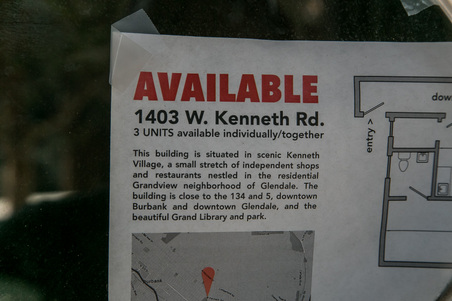 AVAILABLE
1403 W. Kenneth Rd.
3 UNITS available individually/together
This building is situated in scenic Kenneth
Village, a small stretch of independent shops
and restaurants nestled in the residential
Grandview neighborhood of Glendale. The
building is close to the 134 and 5, downtown
Burbank and downtown Glendale, and the
beautiful Grand Library and park.
entry >